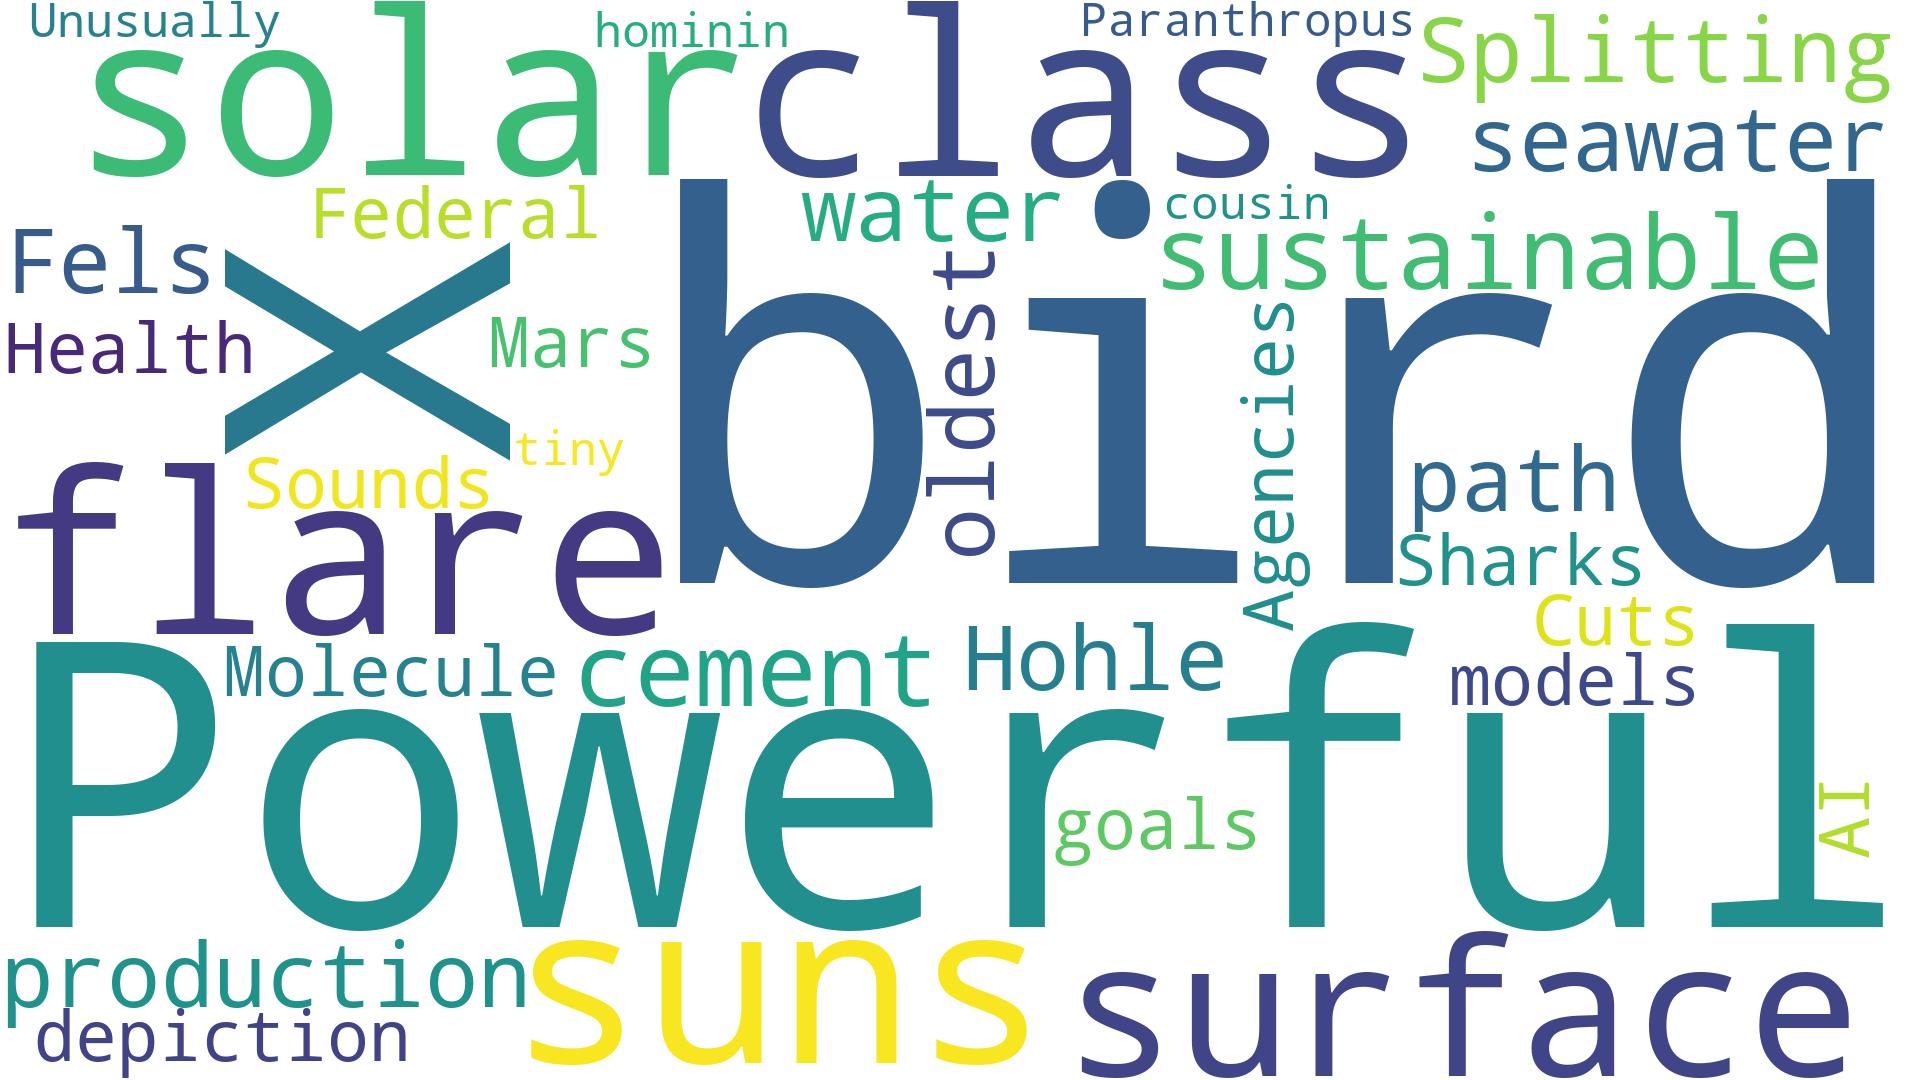 Unusually
hominin
Paranthropus
Splitting
solar
class
seawater
Federal
water
cousin
sustainable
Fels
X
bird
Health
Mars
oldest
Agencies
tiny
Sounds
path
flare
Sharks
Cuts
Molecule
cement
Hohle
models
Powerful
goals
AI
production
suns
surface
depiction